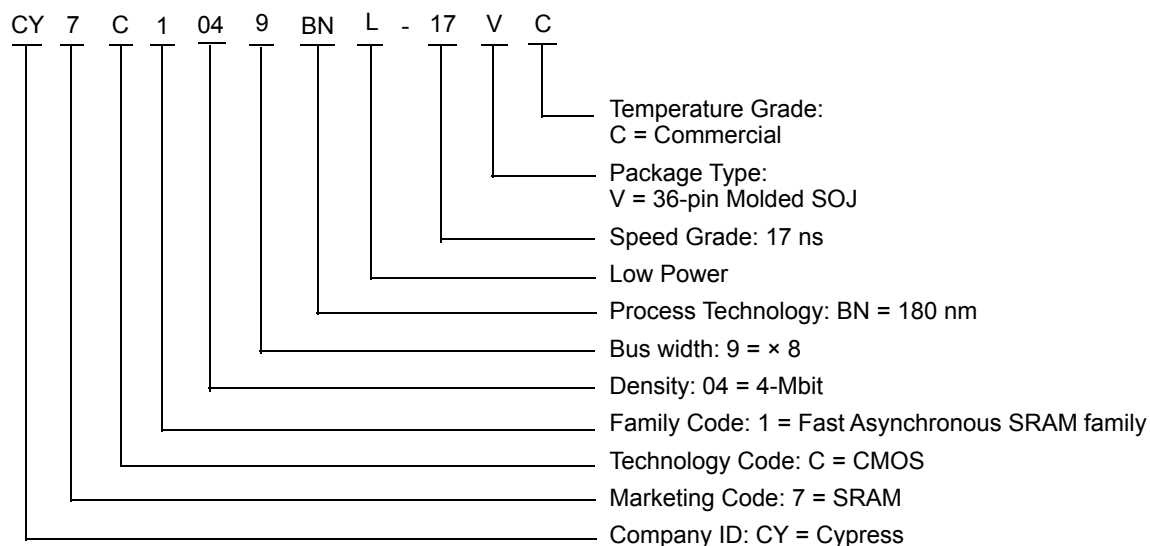 CY 7 C 1 04 9 BN L - 17 V C
Temperature Grade:
C = Commercial
Package Type:
V = 36-pin Molded SOJ
Speed Grade: 17 ns
Low Power
Process Technology: BN = 180 nm
Bus width: 9 = × 8
Density: 04 = 4-Mbit
Family Code: 1 = Fast Asynchronous SRAM family
Technology Code: C = CMOS
Marketing Code: 7 = SRAM
Company ID: CY = Cypress